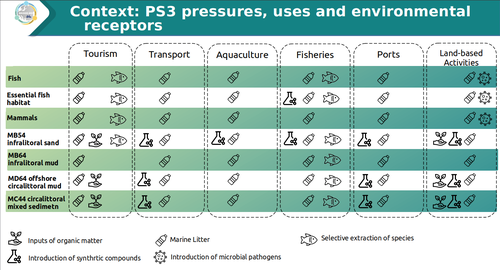 Context: PS3 pressures, uses and environmental
receptors
Tourism Transport Aquaculture Fisheries Ports Land-based
Activities
Fish
Essential fish
habitat
Mammals
MB54
infralitoral sand
MB64
infralitoral mud
MD64 offshore
circalittoral mud
MC44 circalittoral
mixed sedimetn
Inputs of organic matter
Marine Litter
Selective extraction of species
Introduction of synthrtic compounds
Introduction of microbial pathogens